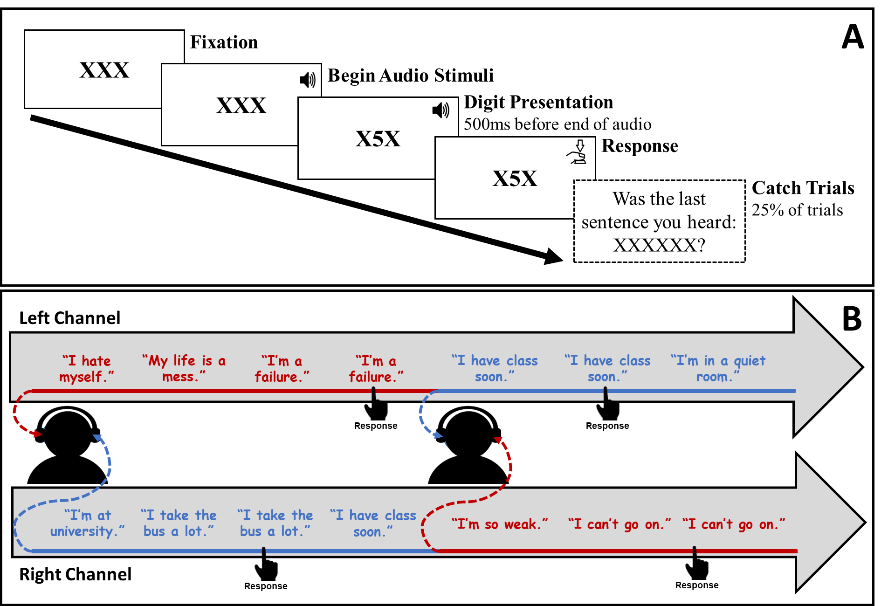 A
XXX
Fixation
XXX
Begin Audio Stimuli
X5X
Digit Presentation
500ms before end of audio
X5X
Response
Was the last
sentence you heard:
XXXXXX?
Catch Trials
25% of trials
B
Left Channel
“I hate
myself.”
“My life is a
mess.”
“I’m a
failure.”
“I’m a
failure.”
“I have class
soon.”
“I have class
soon.”
“I’m in a quiet
room.”
Response
Response
“I’m at
university.”
“I take the
bus a lot.”
“I take the
bus a lot.”
“I have class
soon.”
“I’m so weak.”
“I can’t go on.”
“I can’t go on.”
Response
Response
Right Channel